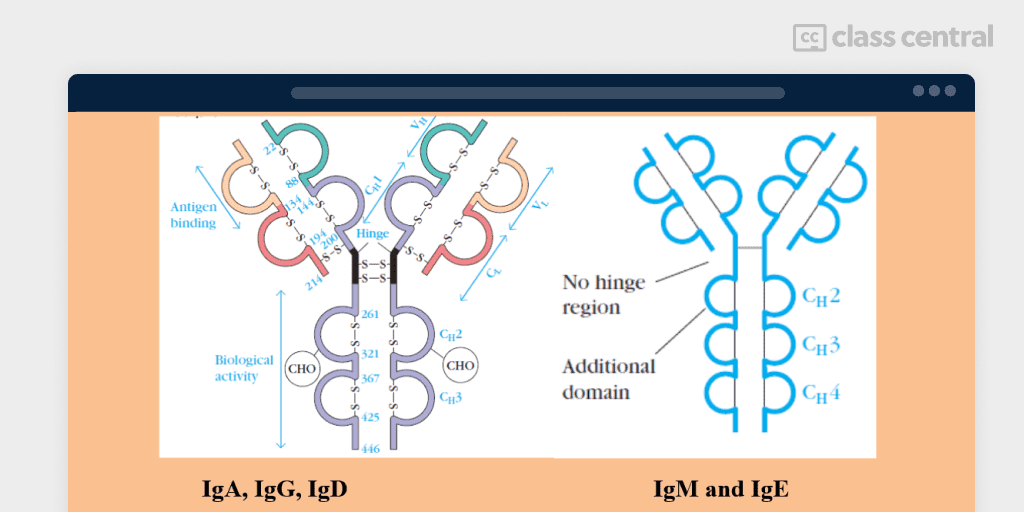 cc class central
V_H
22
S
S
88
134
144
C_H1
Antigen
binding
V_L
194
200
Hinge
214
S—S
S—S
C_L
261
C_H2
Biological
activity
321
CHO
CHO
367
C_H3
425
446
No hinge
region
C_H2
Additional
domain
C_H3
C_H4
IgA, IgG, IgD
IgM and IgE